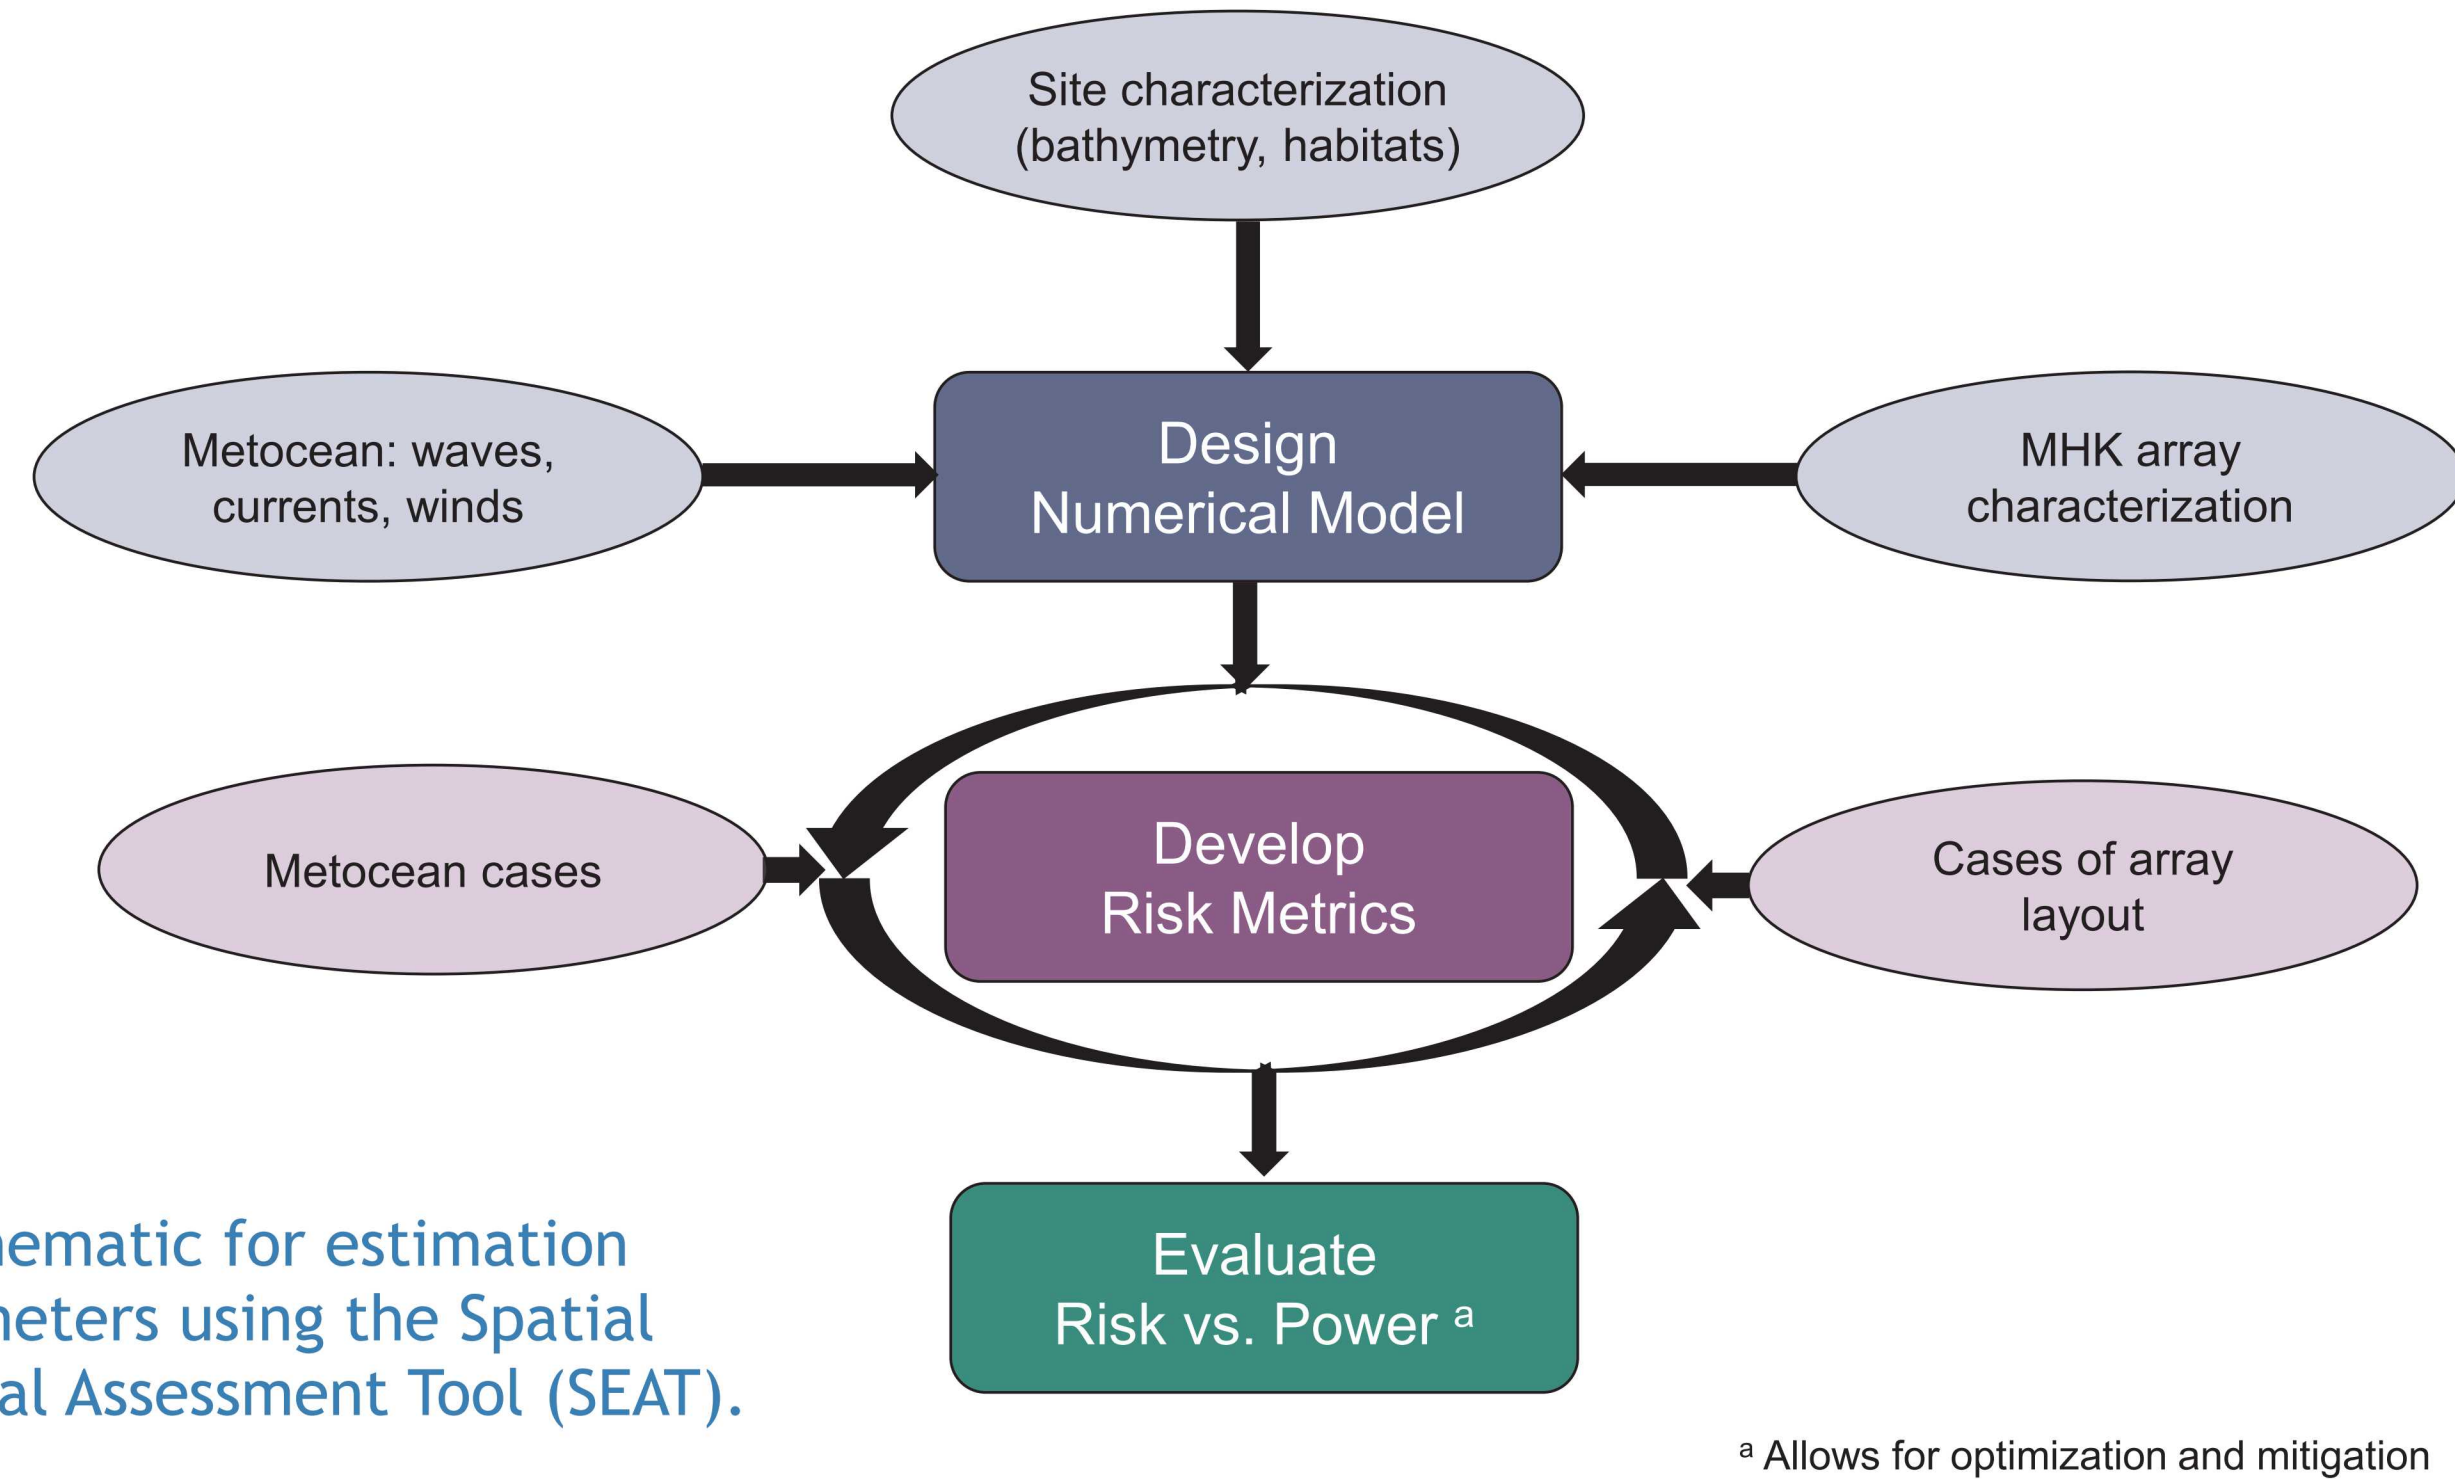 Site characterization
(bathymetry, habitats)
Metocean: waves,
currents, winds
Design
Numerical Model
MHK array
characterization
Metocean cases
Develop
Risk Metrics
Cases of array
layout
Evaluate
Risk vs. Power ᵃ
ematic for estimation
eters using the Spatial
al Assessment Tool (SEAT).
ᵃ Allows for optimization and mitigation